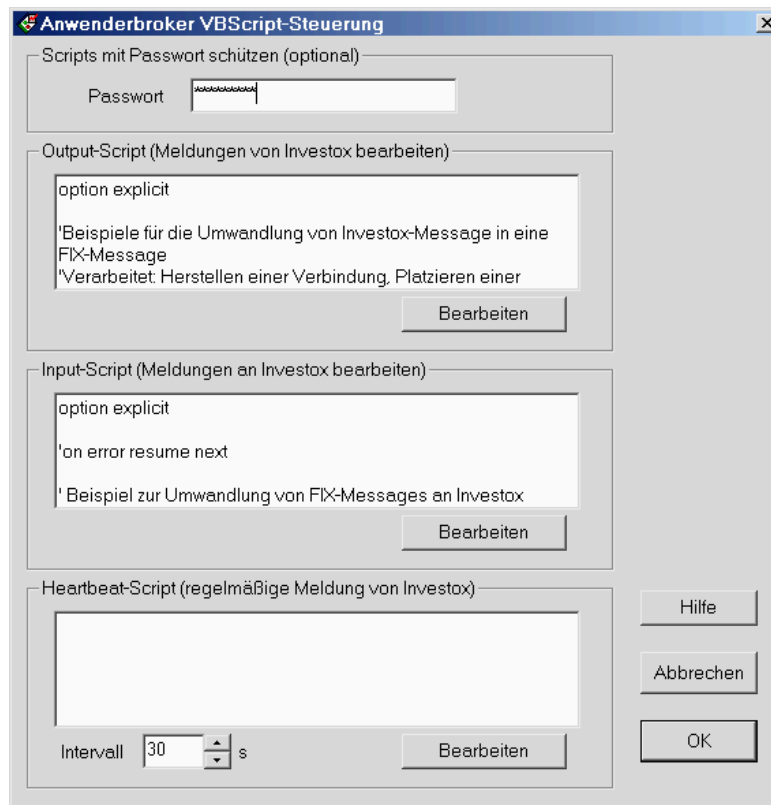 Anwenderbroker VBScript-Steuerung
Scripts mit Passwort schützen (optional)
Passwort **********
Output-Script (Meldungen von Investox bearbeiten)
option explicit
'Beispiele für die Umwandlung von Investox-Message in eine
FIX-Message
'Verarbeitet: Herstellen einer Verbindung, Platzieren einer
Bearbeiten
Input-Script (Meldungen an Investox bearbeiten)
option explicit
'on error resume next
' Beispiel zur Umwandlung von FIX-Messages an Investox
Bearbeiten
Heartbeat-Script (regelmäßige Meldung von Investox)
Intervall 30 s
Bearbeiten
Hilfe
Abbrechen
OK